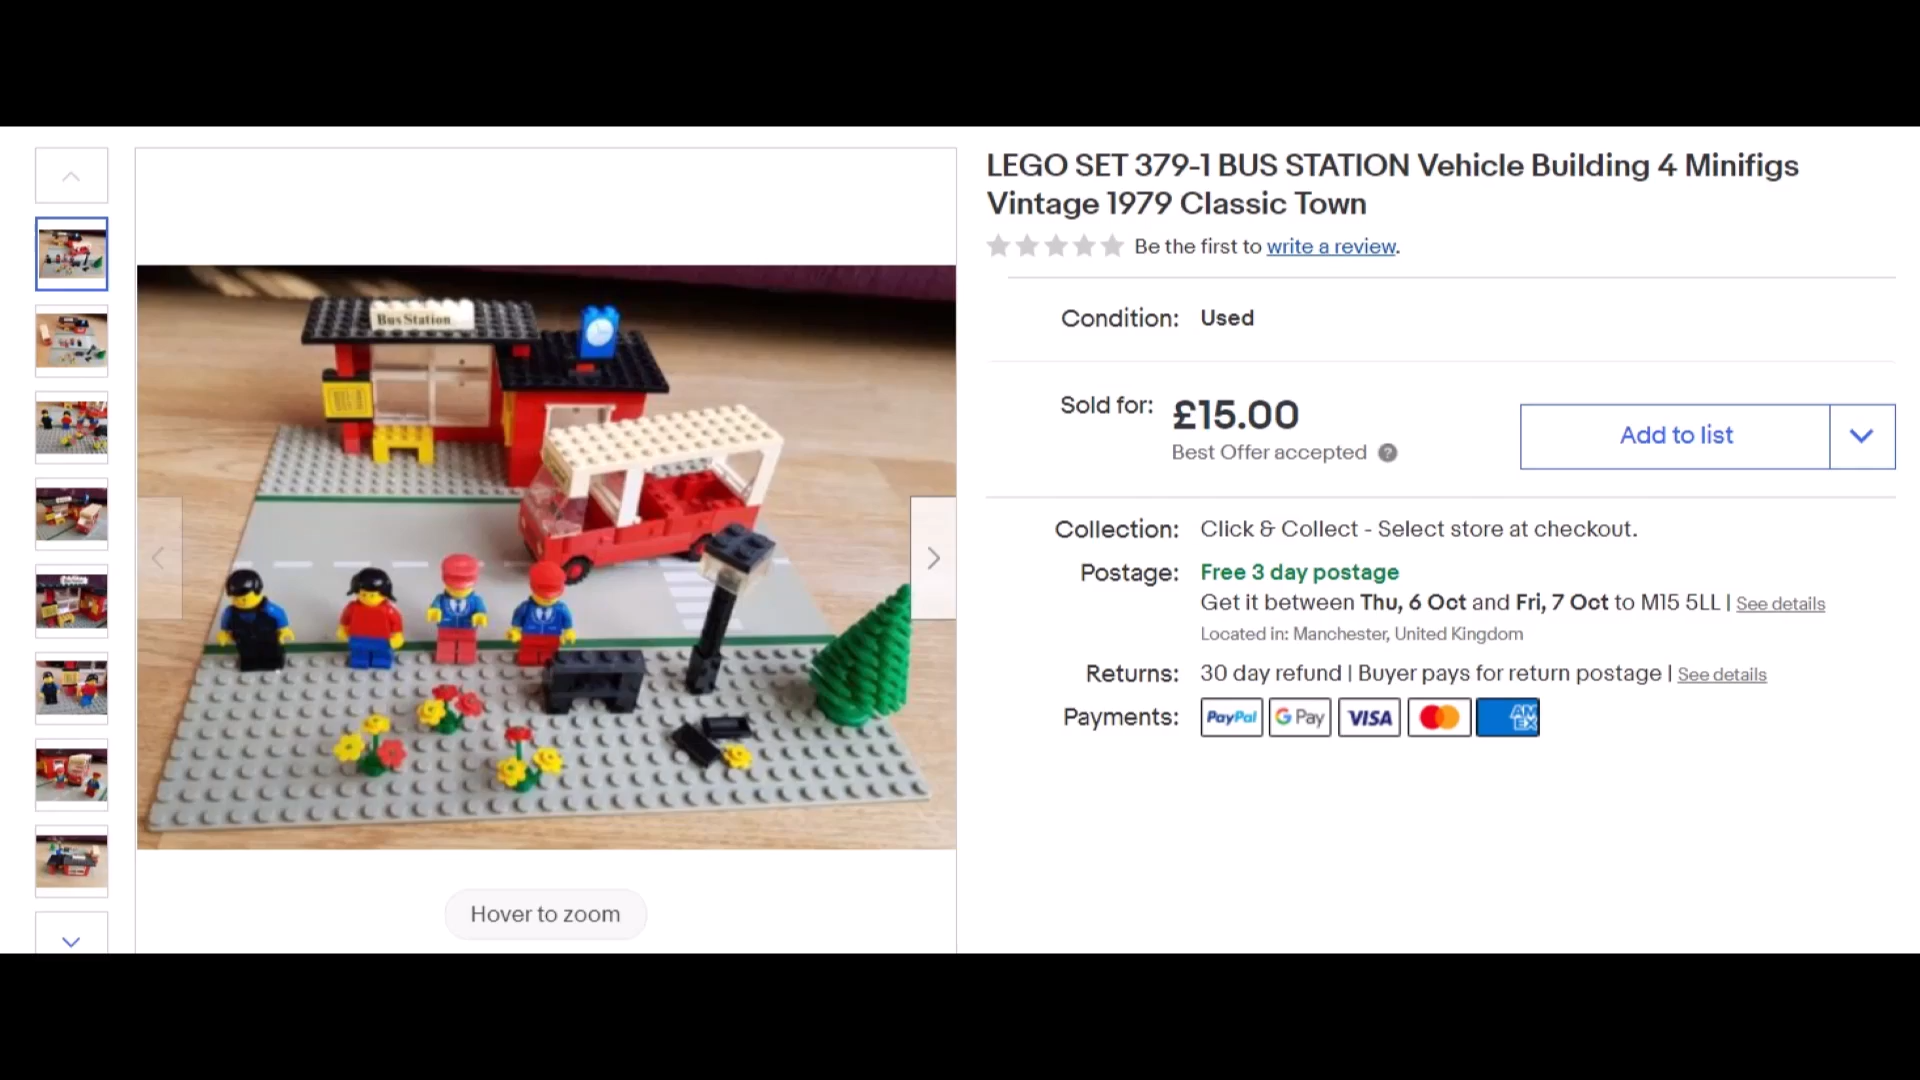 LEGO SET 379-1 BUS STATION Vehicle Building 4 Minifigs
Vintage 1979 Classic Town
Be the first to write a review.
Condition: Used
Sold for: £15.00
Best Offer accepted ?
Add to list
Collection: Click & Collect - Select store at checkout.
Postage: Free 3 day postage
Get it between Thu, 6 Oct and Fri, 7 Oct to M15 5LL | See details
Located in: Manchester, United Kingdom
Returns: 30 day refund | Buyer pays for return postage | See details
Payments: PayPal G Pay VISA AM EX
Bus Station
Hover to zoom